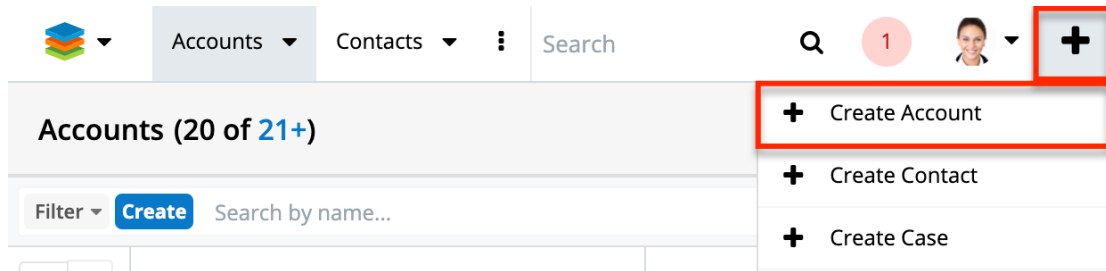 Accounts Contacts Search 1
Create Account
Accounts (20 of 21+)
Create Contact
Filter Create Search by name...
Create Case